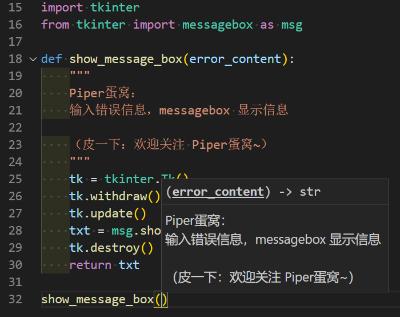 15 import tkinter
16 from tkinter import messagebox as msg
17
18 def show_message_box(error_content):
19 """
20 Piper蛋窝：
21 输入错误信息，messagebox 显示信息
22
23 （皮一下：欢迎关注 Piper蛋窝~）
24 """
25 tk = tkinter.Tk()
26 tk.withdraw()
27 tk.update()
28 txt = msg.sho
29 tk.destroy()
30 return txt
31
32 show_message_box()
(error_content) -> str
Piper蛋窝：
输入错误信息，messagebox 显示信息
（皮一下：欢迎关注 Piper蛋窝~）